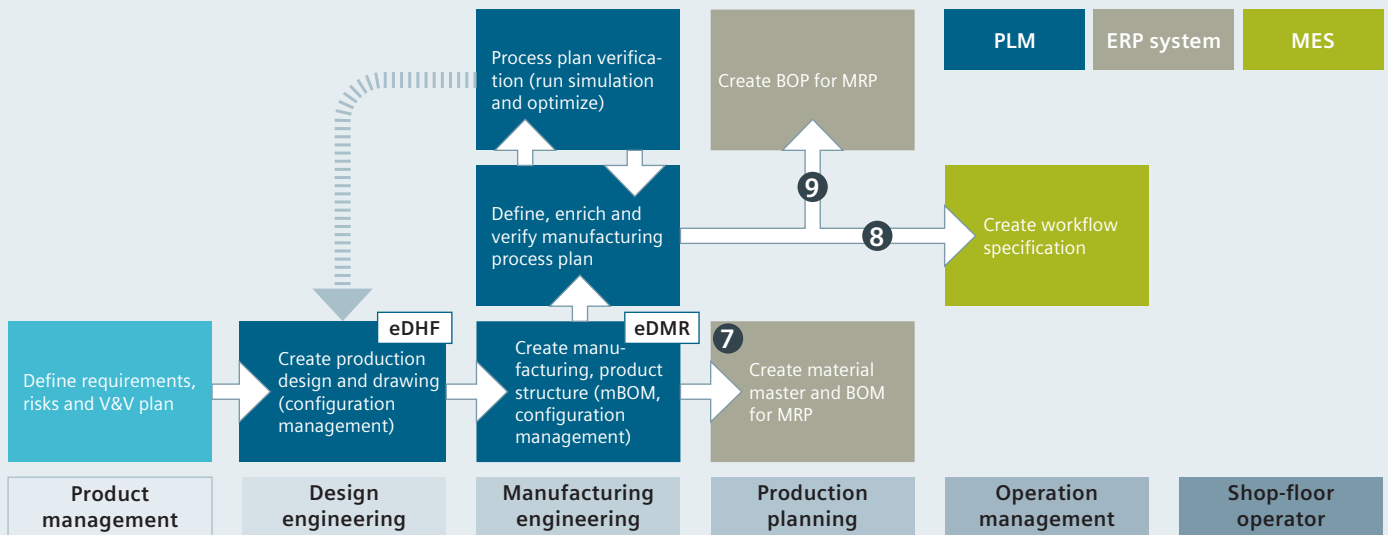 PLM
ERP system
MES
Process plan verifica-
tion (run simulation
and optimize)
Create BOP for MRP
9
Define, enrich and
verify manufacturing
process plan
8
Create workflow
specification
eDHF
eDMR
7
Define requirements,
risks and V&V plan
Create production
design and drawing
(configuration
management)
Create manu-
facturing, product
structure (mBOM,
configuration
management)
Create material
master and BOM
for MRP
Product
management
Design
engineering
Manufacturing
engineering
Production
planning
Operation
management
Shop-floor
operator